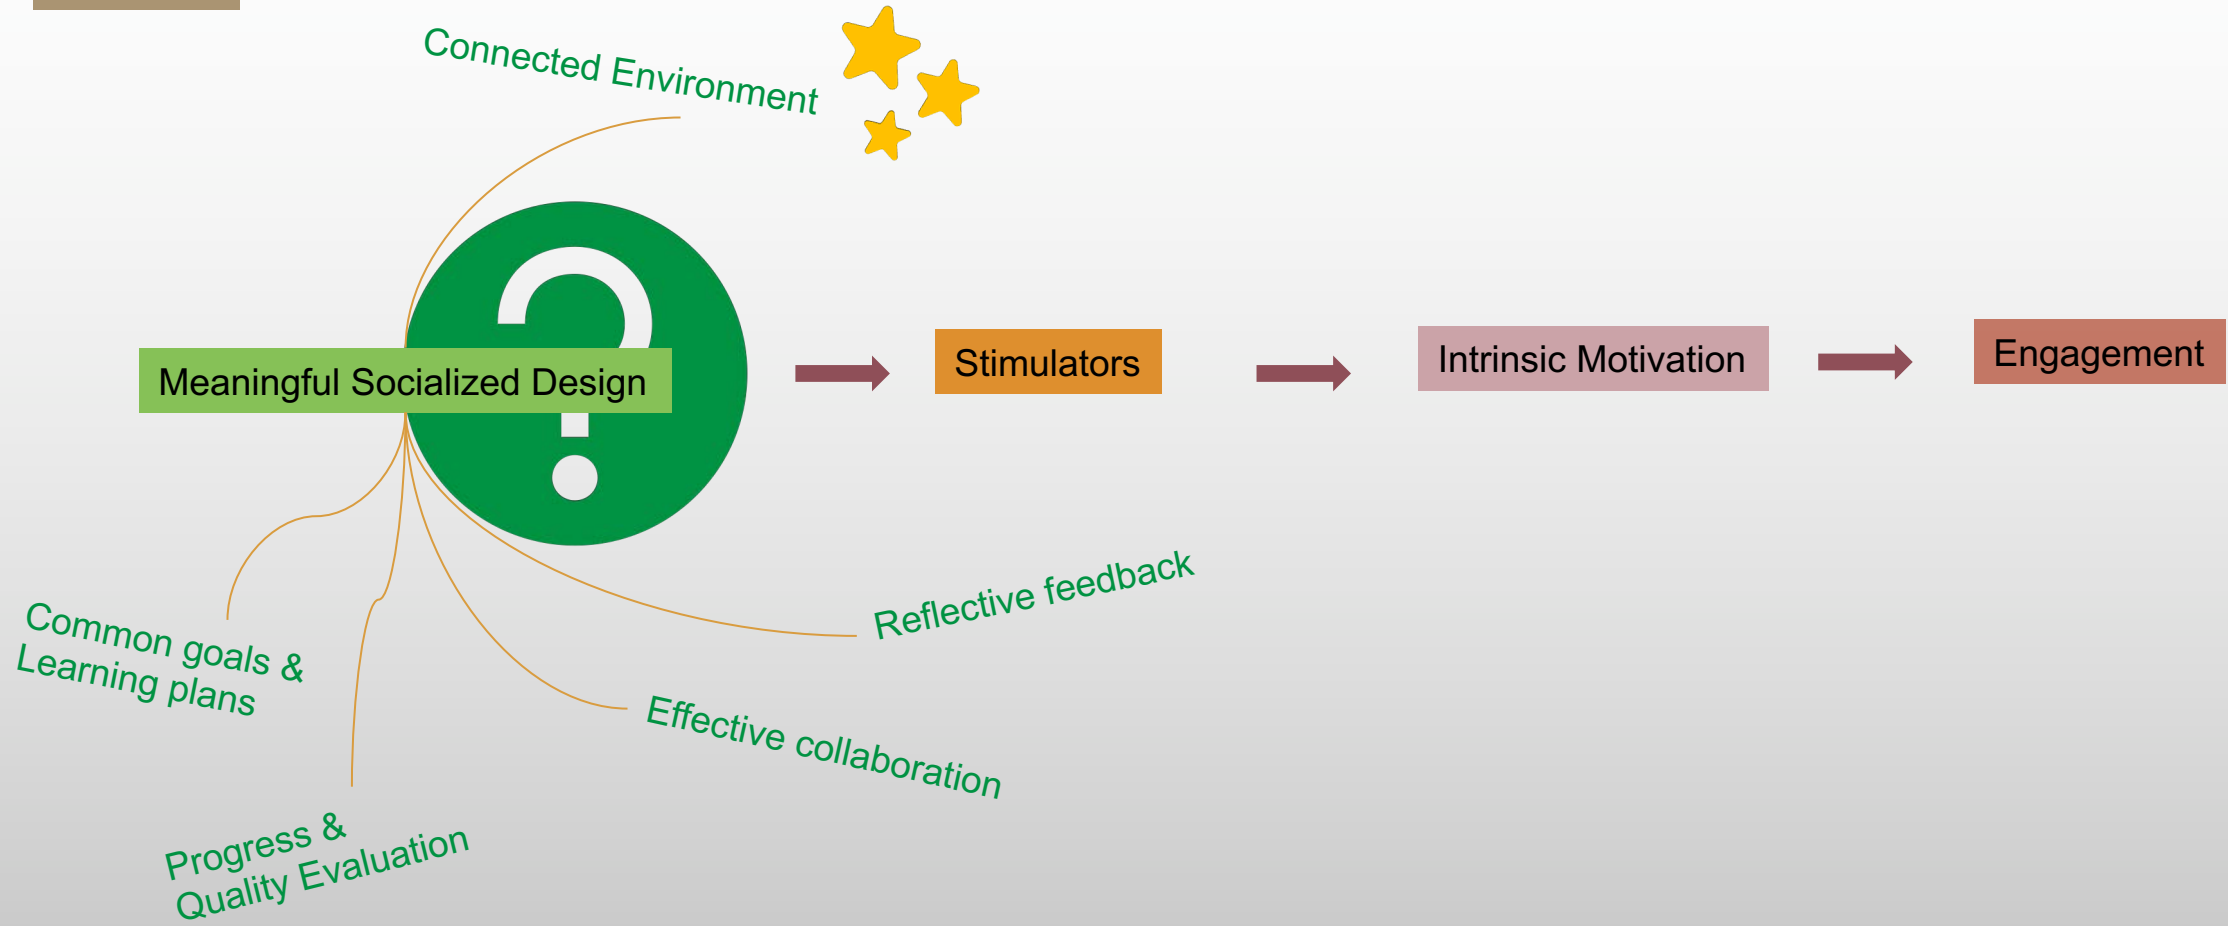 Connected Environment
Meaningful Socialized Design
Stimulators
Intrinsic Motivation
Engagement
Reflective feedback
Common goals &
Learning plans
Effective collaboration
Progress &
Quality Evaluation